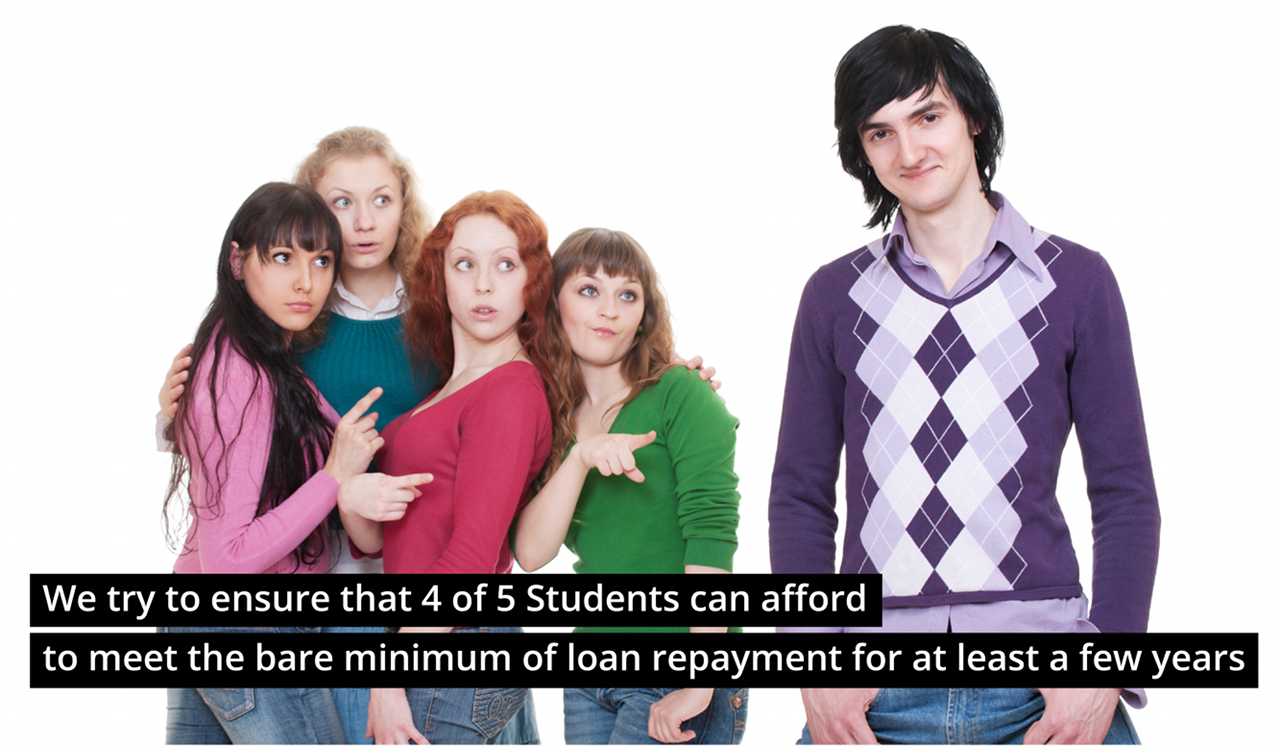 We try to ensure that 4 of 5 Students can afford
to meet the bare minimum of loan repayment for at least a few years